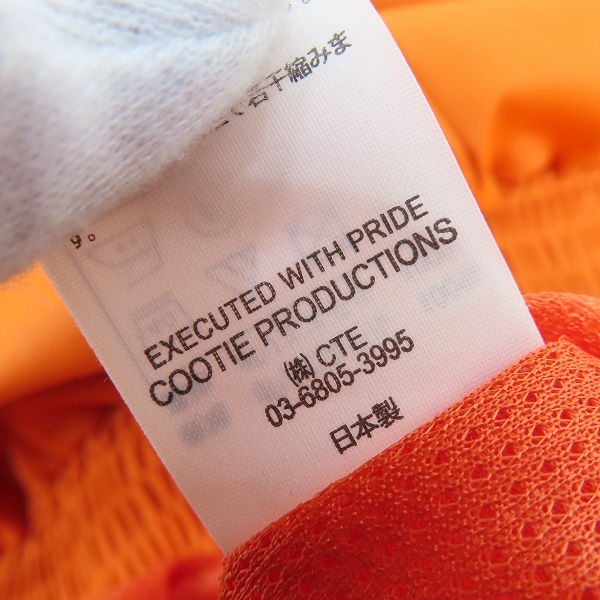 若干縮みま
す。
EXECUTED WITH PRIDE
COOTIE PRODUCTIONS
㈱ CTE
03-6805-3995
日本製